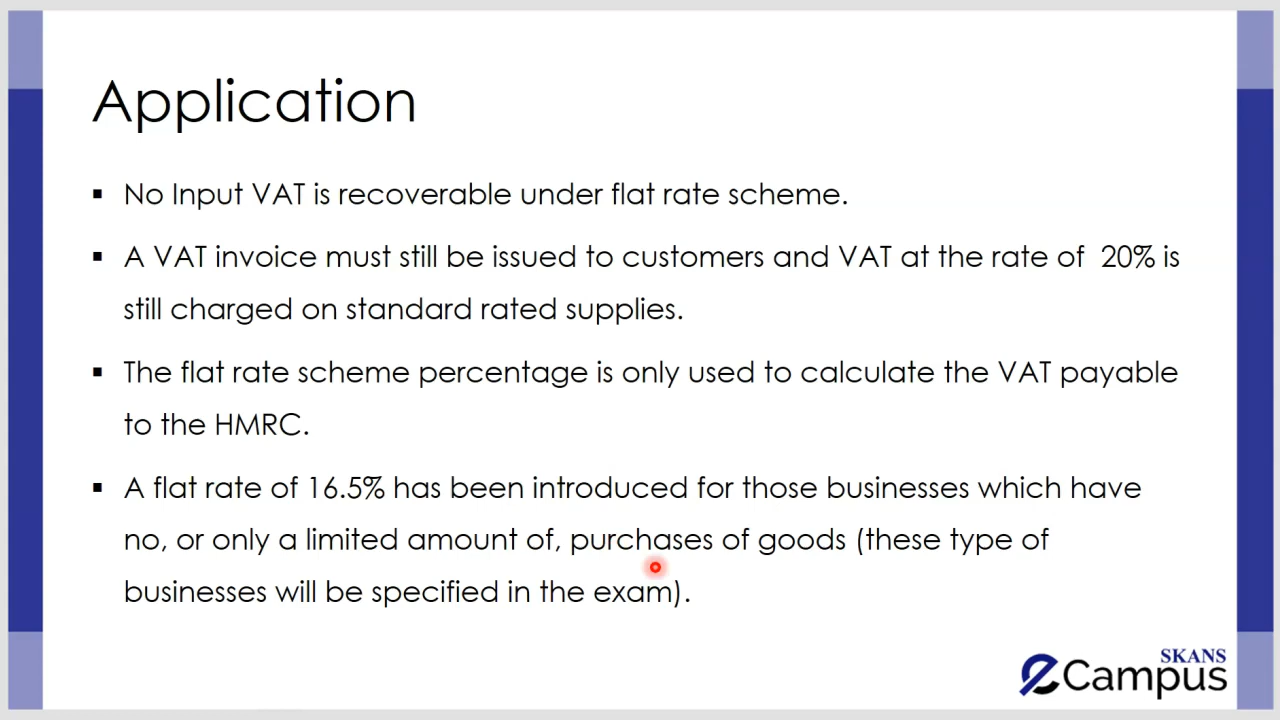 Application
▪ No Input VAT is recoverable under flat rate scheme.
▪ A VAT invoice must still be issued to customers and VAT at the rate of 20% is
still charged on standard rated supplies.
▪ The flat rate scheme percentage is only used to calculate the VAT payable
to the HMRC.
▪ A flat rate of 16.5% has been introduced for those businesses which have
no, or only a limited amount of, purchases of goods (these type of
businesses will be specified in the exam).
SKANS
eCampus